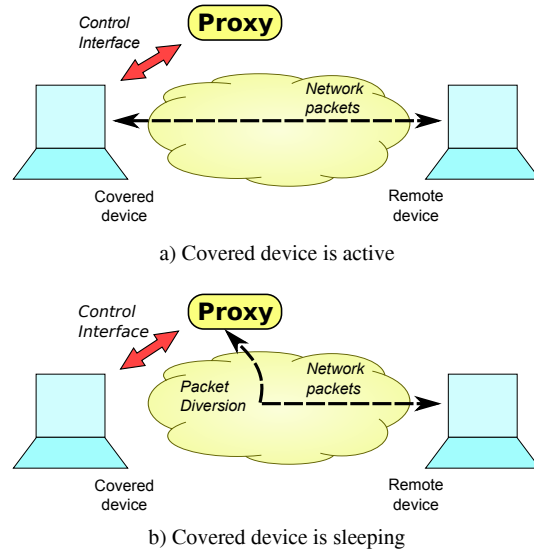 Control
Interface
Proxy
Network
packets
Covered
device
Remote
device
a) Covered device is active
Control
Interface
Proxy
Packet
Diversion
Network
packets
Covered
device
Remote
device
b) Covered device is sleeping